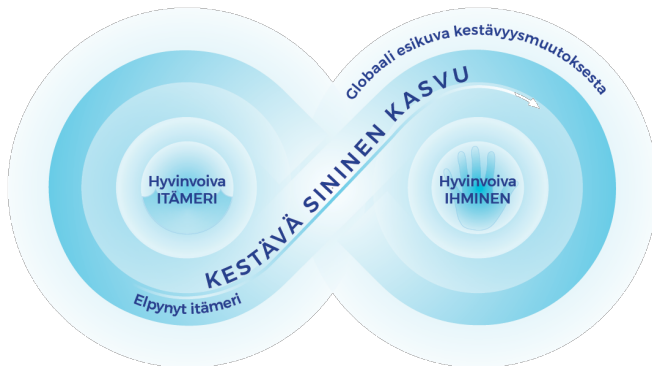 Globaali esikuva kestävyysmuutoksesta
KESTÄVÄ SININEN KASVU
Hyvinvoiva
ITÄMERI
Hyvinvoiva
IHMINEN
Elpynyt itämeri